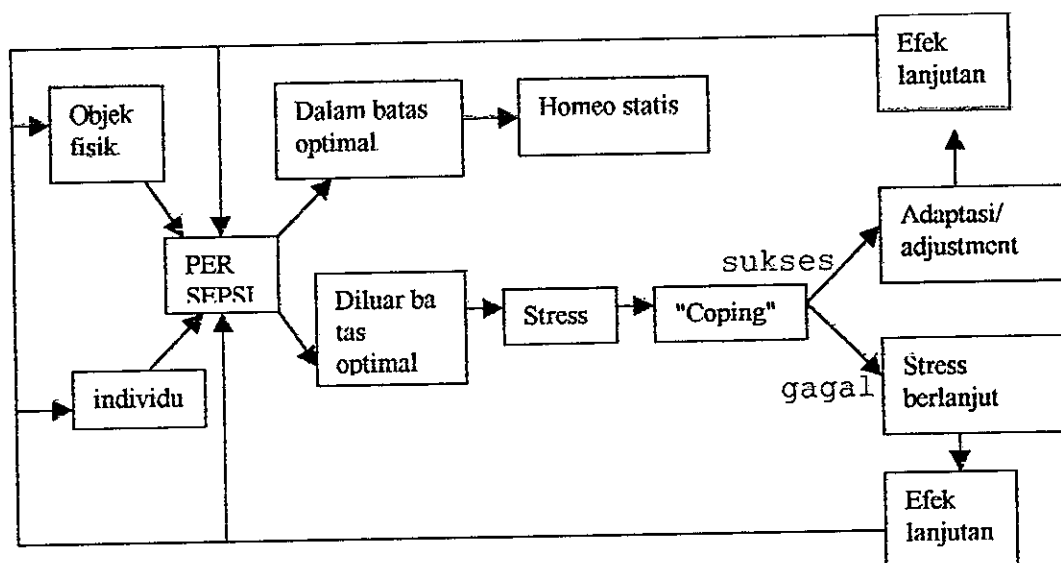 Efek
lanjutan
Objek
fisik
Dalam batas
optimal
Homeo statis
Adaptasi/
adjustment
PER
SEPSI
sukses
Diluar ba
tas
optimal
Stress
"Coping"
gagal
Stress
berlanjut
individu
Efek
lanjutan